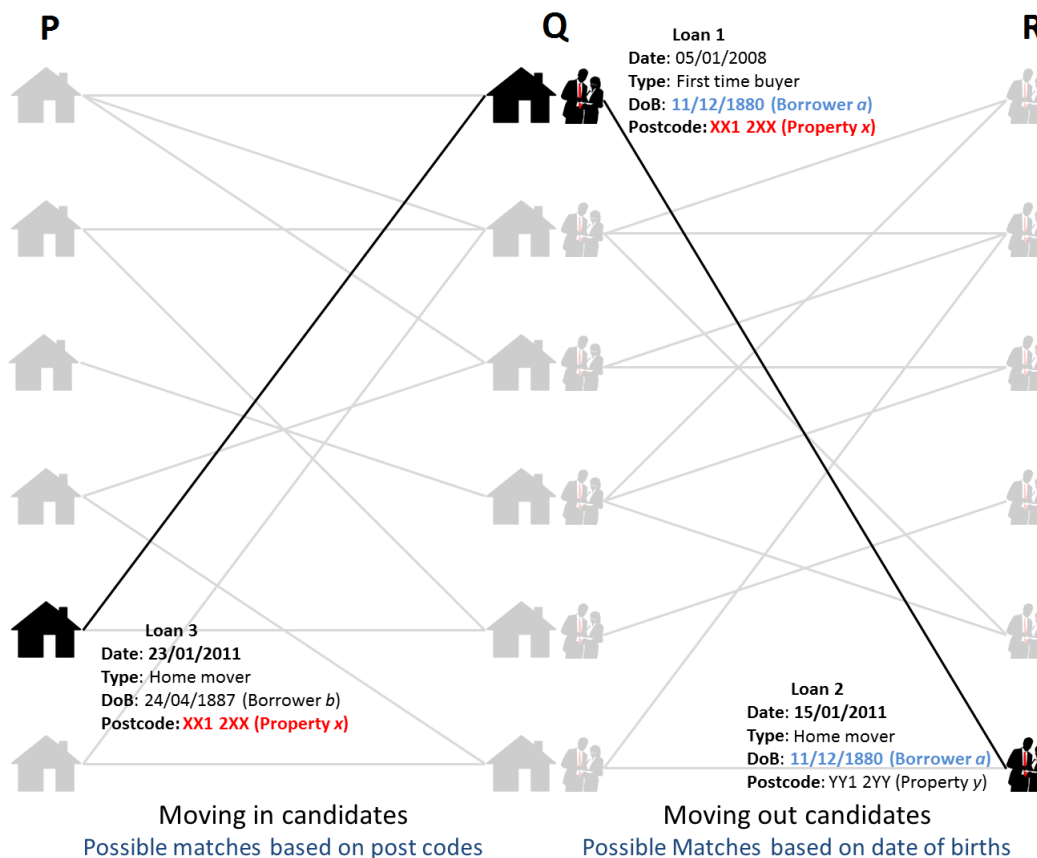 P
Q
R
Loan 1
Date: 05/01/2008
Type: First time buyer
DoB: 11/12/1880 (Borrower a)
Postcode: XX1 2XX (Property x)
Loan 3
Date: 23/01/2011
Type: Home mover
DoB: 24/04/1887 (Borrower b)
Postcode: XX1 2XX (Property x)
Loan 2
Date: 15/01/2011
Type: Home mover
DoB: 11/12/1880 (Borrower a)
Postcode: YY1 2YY (Property y)
Moving in candidates
Possible matches based on post codes
Moving out candidates
Possible Matches based on date of births